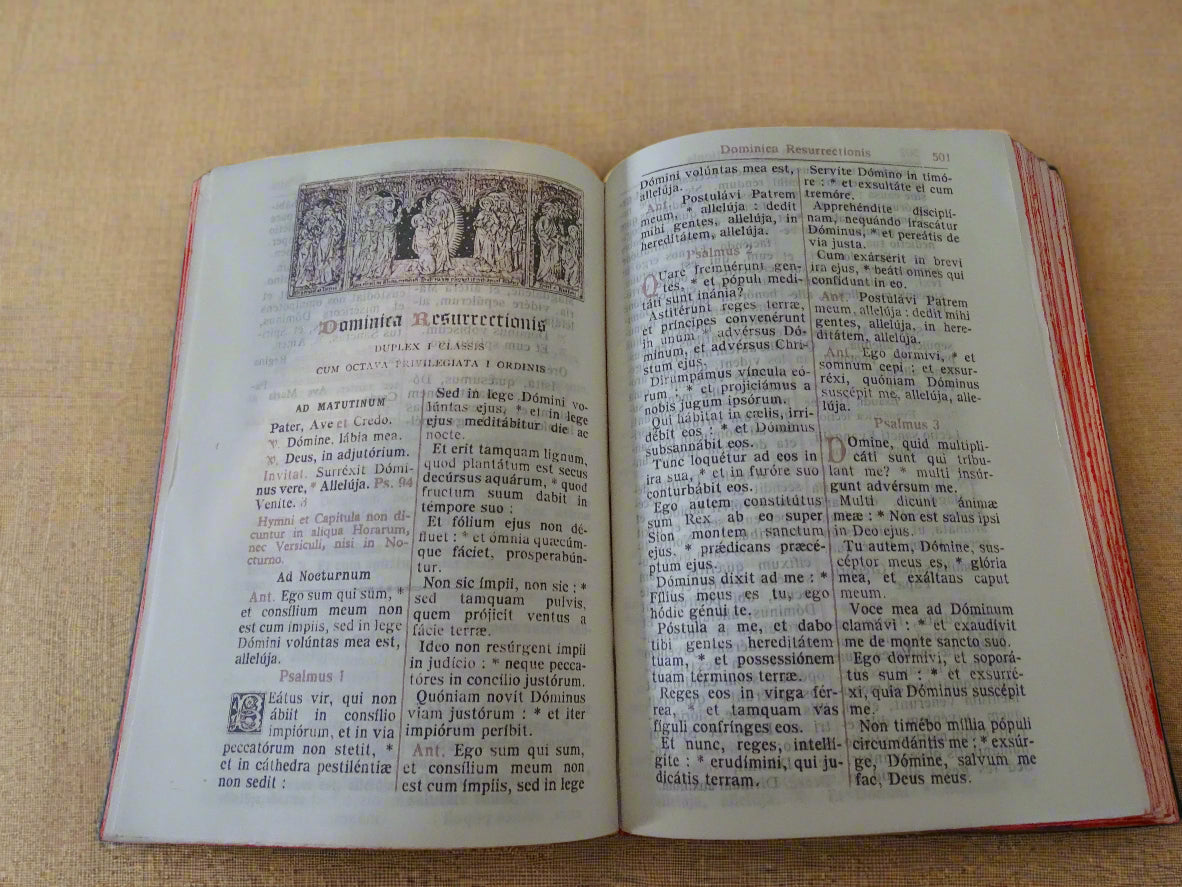 Dominica Resurrectionis
DUPLEX I CLASSIS
CUM OCTAVA PRIVILEGIATA I ORDINIS
AD MATUTINUM
Pater, Ave et Credo.
℣. Dómine, lábia mea.
℣. Deus, in adjutórium.
Invitat. Surréxit Dómi-
nus vere, * Allelúja. Ps. 94
Veníte. 3
Hymni et Capítula non di-
cuntur in aliqua Horarum,
nec Versiculi, nisi in No-
cturno.
Ad Nocturnum
Ant. Ego sum qui sum, *
et consílium meum non
est cum ímpiis, sed in lege
Dómini volúntas mea est,
allelúja.
Psalmus 1
BEátus vir, qui non
ábiit in consílio
impiórum, et in via
peccatórum non stetit, *
et in cáthedra pestiléntiæ
non sedit :
Sed in lege Dómini vo-
lúntas ejus, * et in lege
ejus meditábitur die ac
nocte.
Et erit tamquam lignum,
quod plantátum est secus
decúrsus aquárum, * quod
fructum suum dabit in
témpore suo :
Et fólium ejus non dé-
fluet : * et ómnia quæcúm-
que fáciet, prosperabún-
tur.
Non sic ímpii, non sic : *
sed tamquam pulvis,
quem prójicit ventus a
fácie terræ.
Ideo non resúrgent ímpii
in judício : * neque pecca-
tóres in concílio justórum.
Quóniam novit Dóminus
viam justórum : * et iter
impiórum períbit.
Ant. Ego sum qui sum,
et consílium meum non
est cum ímpiis, sed in lege
Dominica Resurrectionis 501
Dómini volúntas mea est,
allelúja.
Ant. Postulávi Patrem
meum, * allelúja : dedit
mihi gentes, allelúja, in
hereditátem, allelúja.
Psalmus 2
QUare fremuérunt gen-
tes, * et pópuli medi-
táti sunt inánia?
Astitérunt reges terræ,
et príncipes convenérunt
in unum * advérsus Dó-
minum, et advérsus Chri-
stum ejus.
Dirumpámus víncula eó-
rum : * et projiciámus a
nobis jugum ipsórum.
Qui hábitat in cælis, irri-
débit eos : * et Dóminus
subsannábit eos.
Tunc loquétur ad eos in
ira sua, * et in furóre suo
conturbábit eos.
Ego autem constitútus
sum Rex ab eo super
Sion montem sanctum
ejus, * prǽdicans præcé-
ptum ejus.
Dóminus dixit ad me : *
Fílius meus es tu, ego
hódie génui te.
Póstula a me, et dabo
tibi gentes hereditátem
tuam, * et possessiónem
tuam términos terræ.
Reges eos in virga fér-
rea, * et tamquam vas
fíguli confrínges eos.
Et nunc, reges, intellí-
gite : * erudímini, qui ju-
dicátis terram.
Servíte Dómino in timó-
re : * et exsultáte ei cum
tremóre.
Apprehéndite discipli-
nam, nequándo irascátur
Dóminus, * et pereátis de
via justa.
Cum exárserit in brevi
ira ejus, * beáti omnes qui
confídunt in eo.
Ant. Postulávi Patrem
meum, allelúja : dedit mihi
gentes, allelúja, in here-
ditátem, allelúja.
Ant. Ego dormívi, * et
somnum cepi : et exsur-
réxi, quóniam Dóminus
suscépit me, allelúja, alle-
lúja.
Psalmus 3
DOmine, quid multipli-
cáti sunt qui tríbu-
lant me? * multi insúr-
gunt advérsum me.
Multi dicunt ánimæ
meæ : * Non est salus ipsi
in Deo ejus.
Tu autem, Dómine, sus-
céptor meus es, * glória
mea, et exáltans caput
meum.
Voce mea ad Dóminum
clamávi : * et exaudívit
me de monte sancto suo.
Ego dormívi, et soporá-
tus sum : * et exsurré-
xi, quia Dóminus suscépit
me.
Non timébo míllia pópuli
circumdántis me : * exsúr-
ge, Dómine, salvum me
fac, Deus meus.